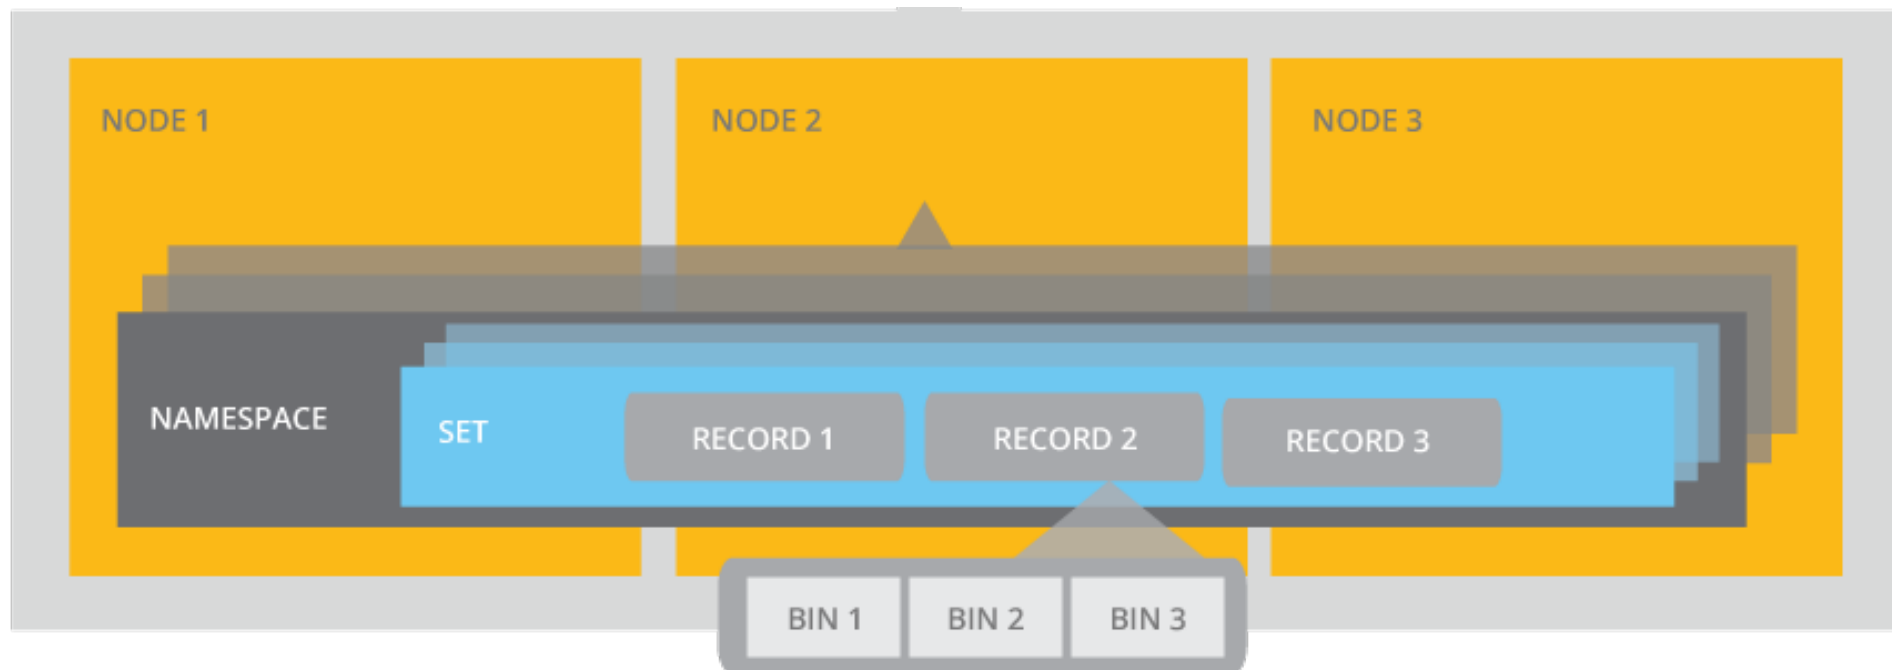 NODE 1
NODE 2
NODE 3
NAMESPACE
SET
RECORD 1
RECORD 2
RECORD 3
BIN 1
BIN 2
BIN 3